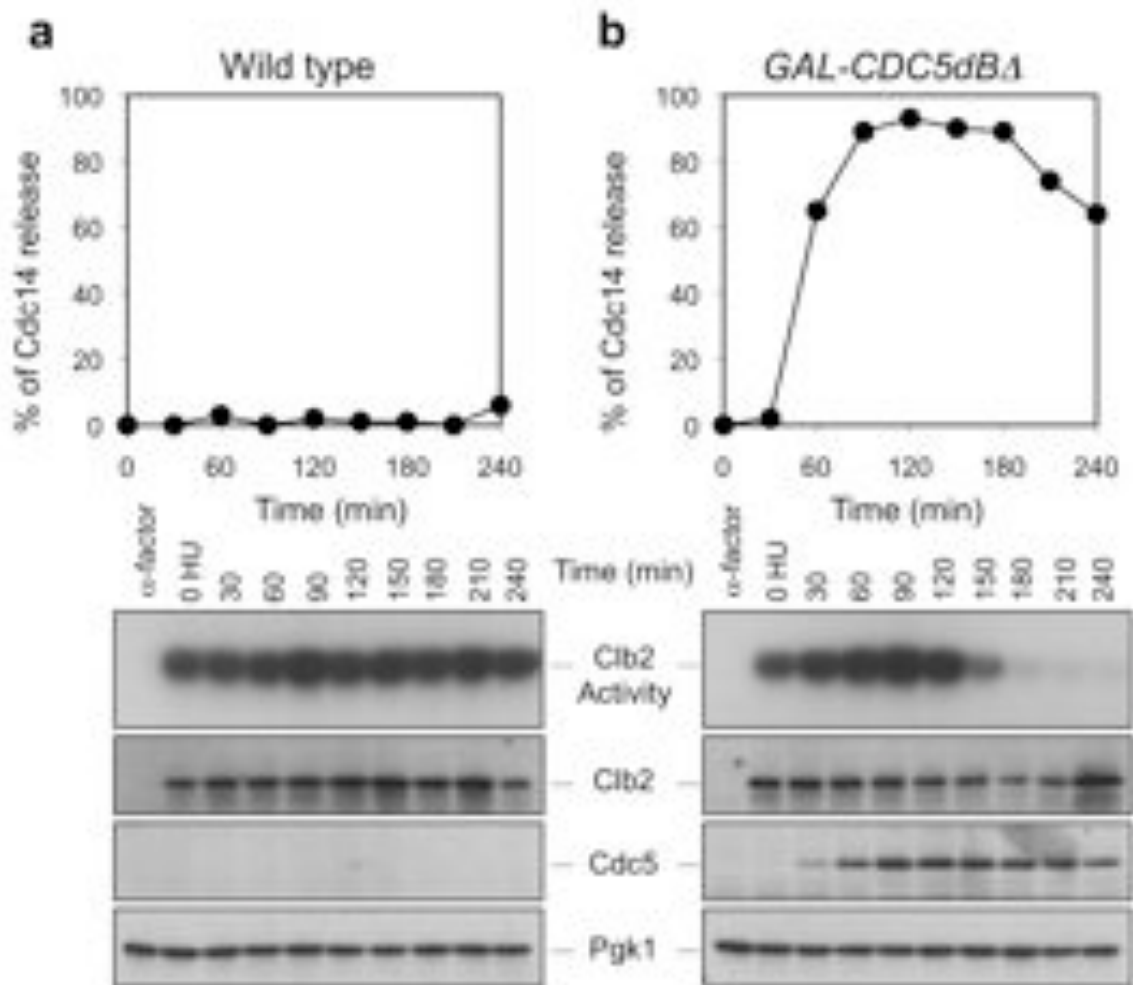 a
Wild type
% of Cdc14 release
100
80
60
40
20
0
0 60 120 180 240
Time (min)
b
GAL-CDC5dBΔ
% of Cdc14 release
100
80
60
40
20
0
0 60 120 180 240
Time (min)
α-factor 0 HU 30 60 90 120 150 180 210 240
Time (min)
α-factor 0 HU 30 60 90 120 150 180 210 240
Clb2
Activity
Clb2
Cdc5
Pgk1